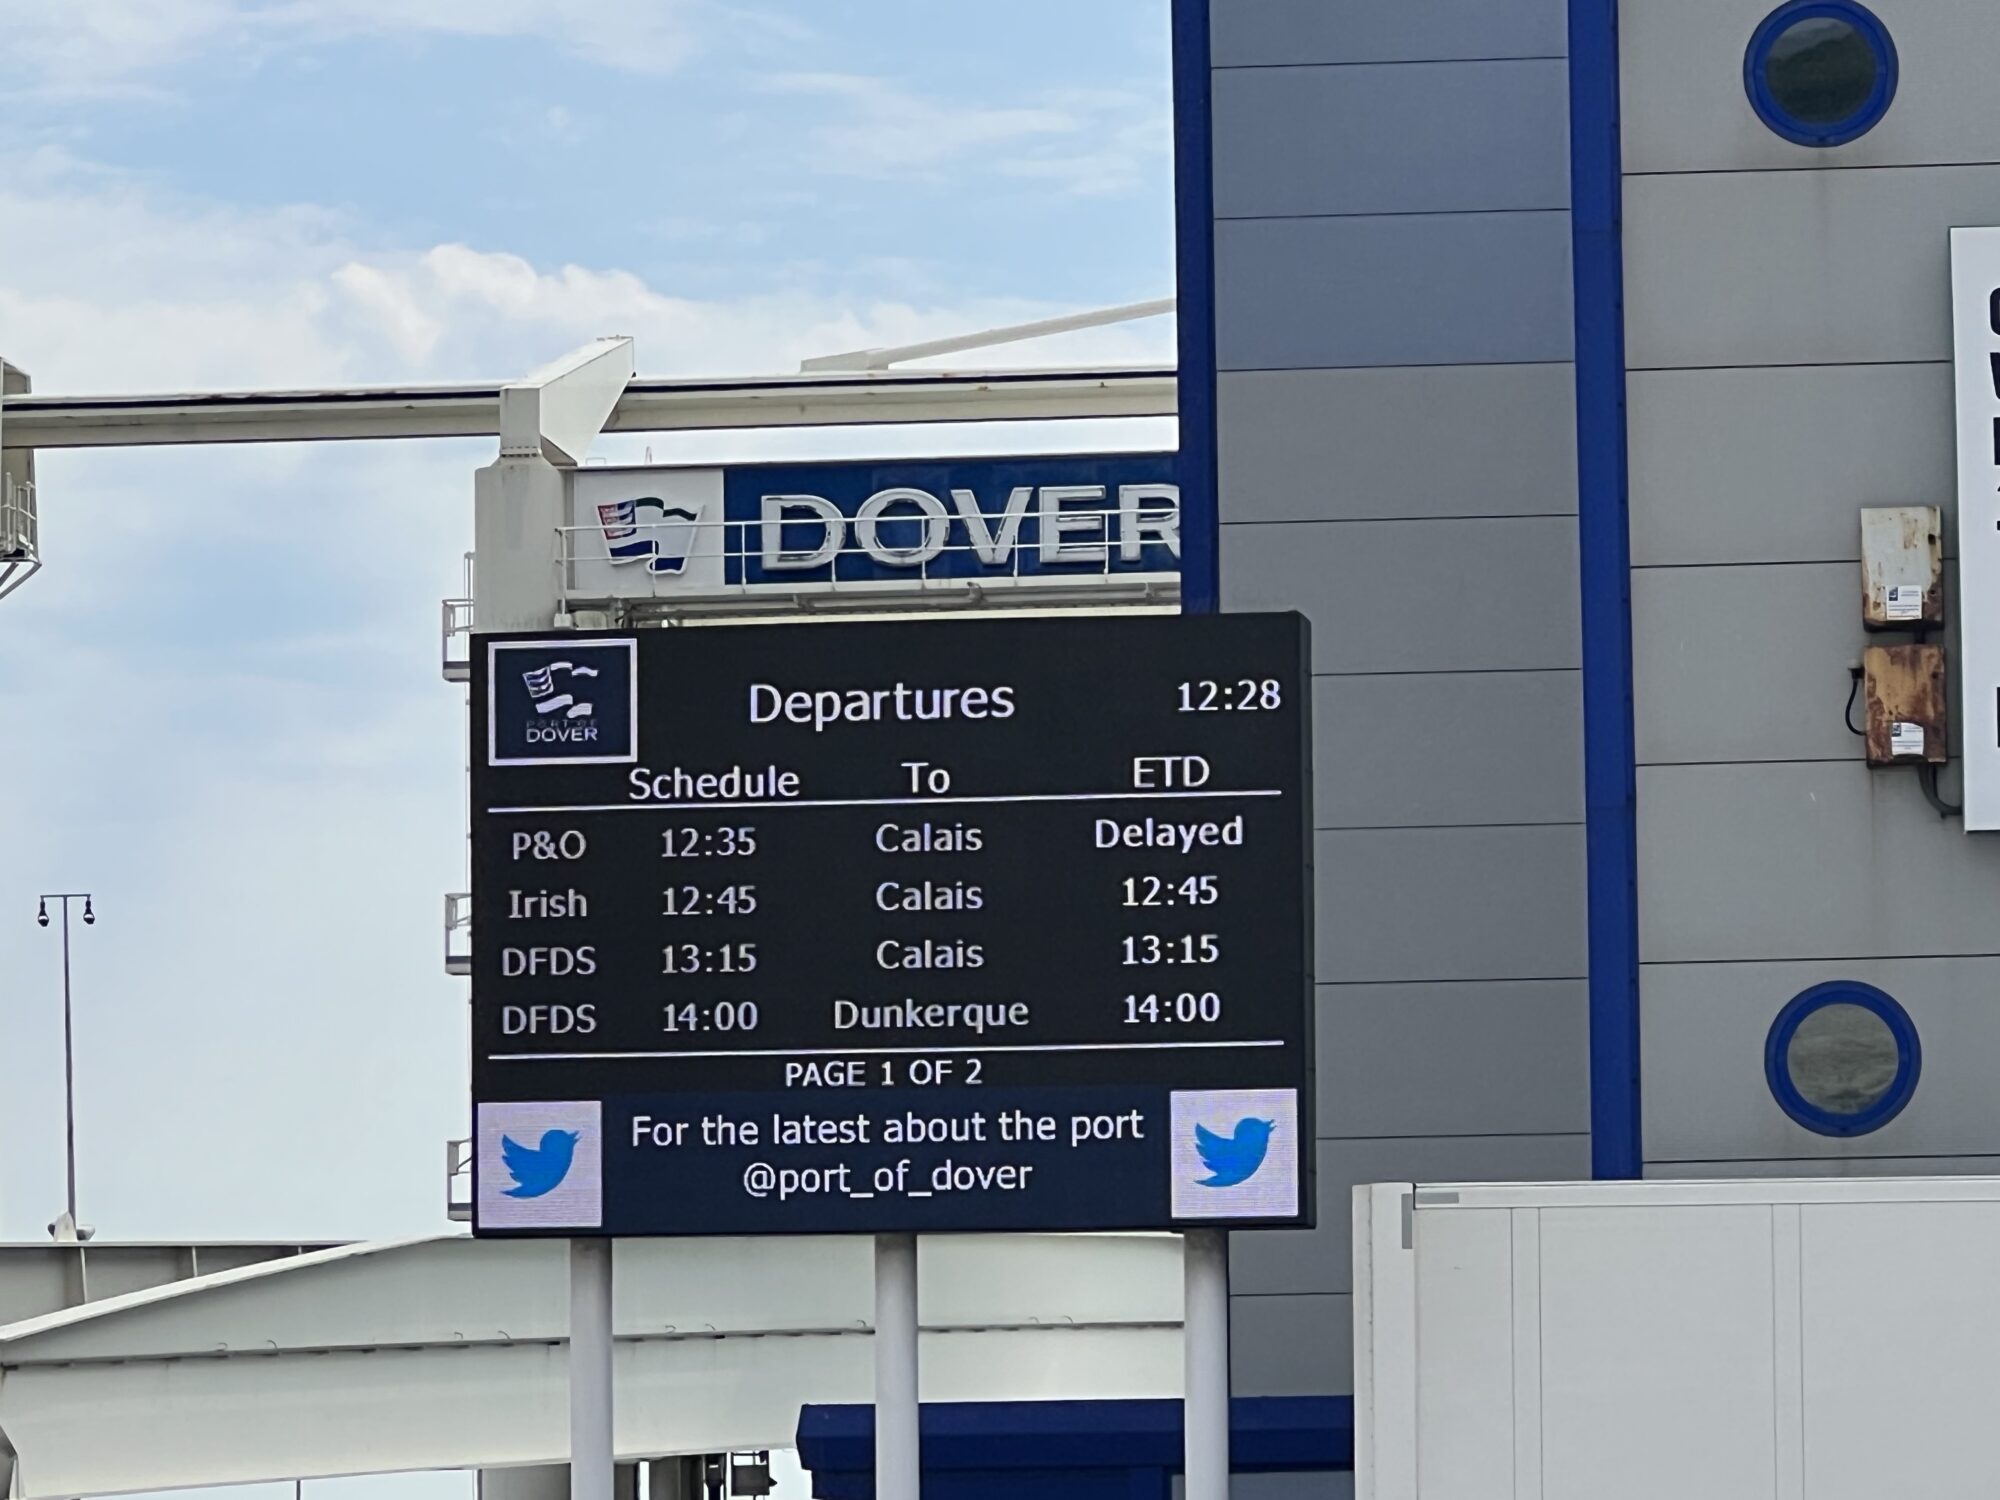 DOVER
PORT OF
DOVER
Departures 12:28
Schedule To ETD
P&O 12:35 Calais Delayed
Irish 12:45 Calais 12:45
DFDS 13:15 Calais 13:15
DFDS 14:00 Dunkerque 14:00
PAGE 1 OF 2
For the latest about the port
@port_of_dover